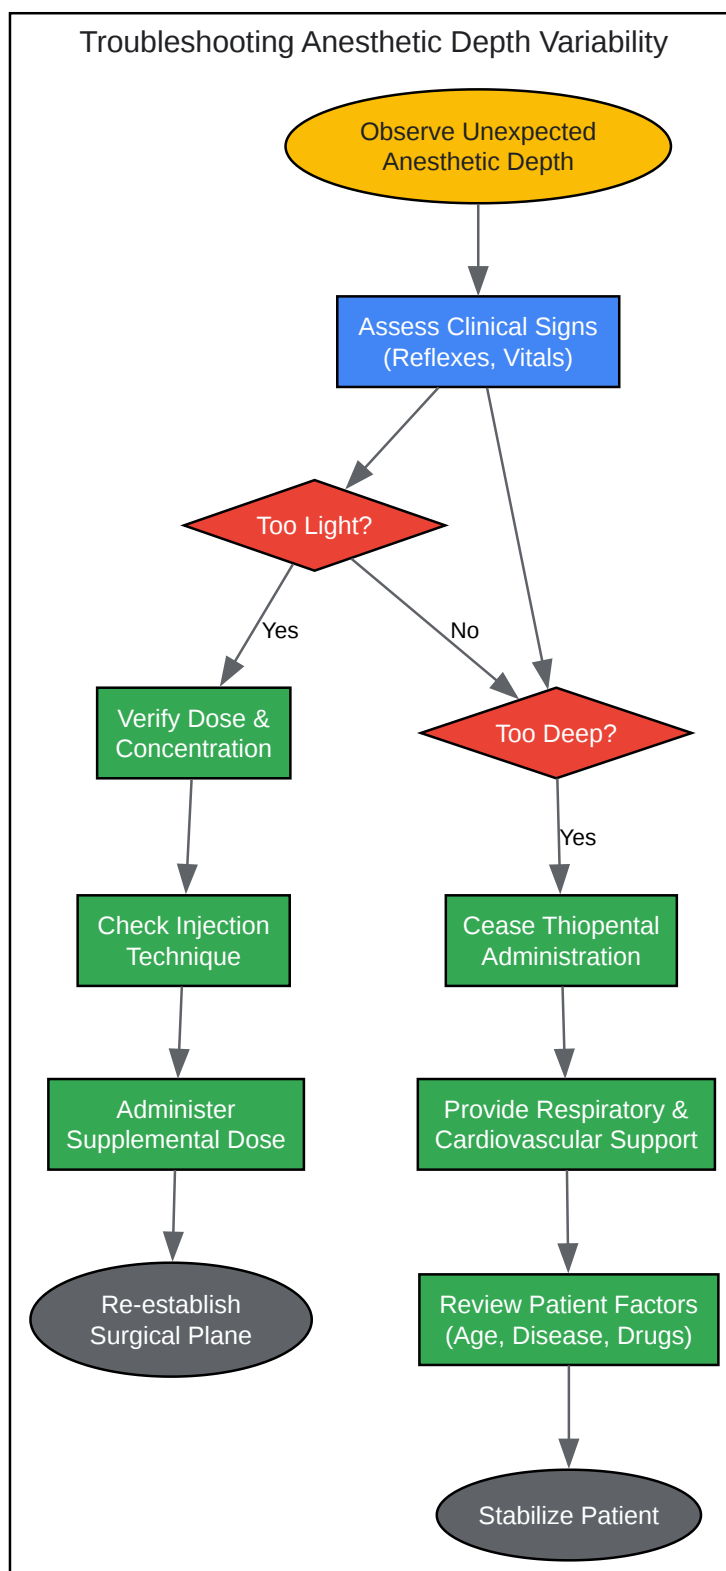 Troubleshooting Anesthetic Depth Variability
Observe Unexpected
Anesthetic Depth
Assess Clinical Signs
(Reflexes, Vitals)
Too Light?
Yes
No
Verify Dose &
Concentration
Too Deep?
Yes
Check Injection
Technique
Cease Thiopental
Administration
Administer
Supplemental Dose
Provide Respiratory &
Cardiovascular Support
Re-establish
Surgical Plane
Review Patient Factors
(Age, Disease, Drugs)
Stabilize Patient